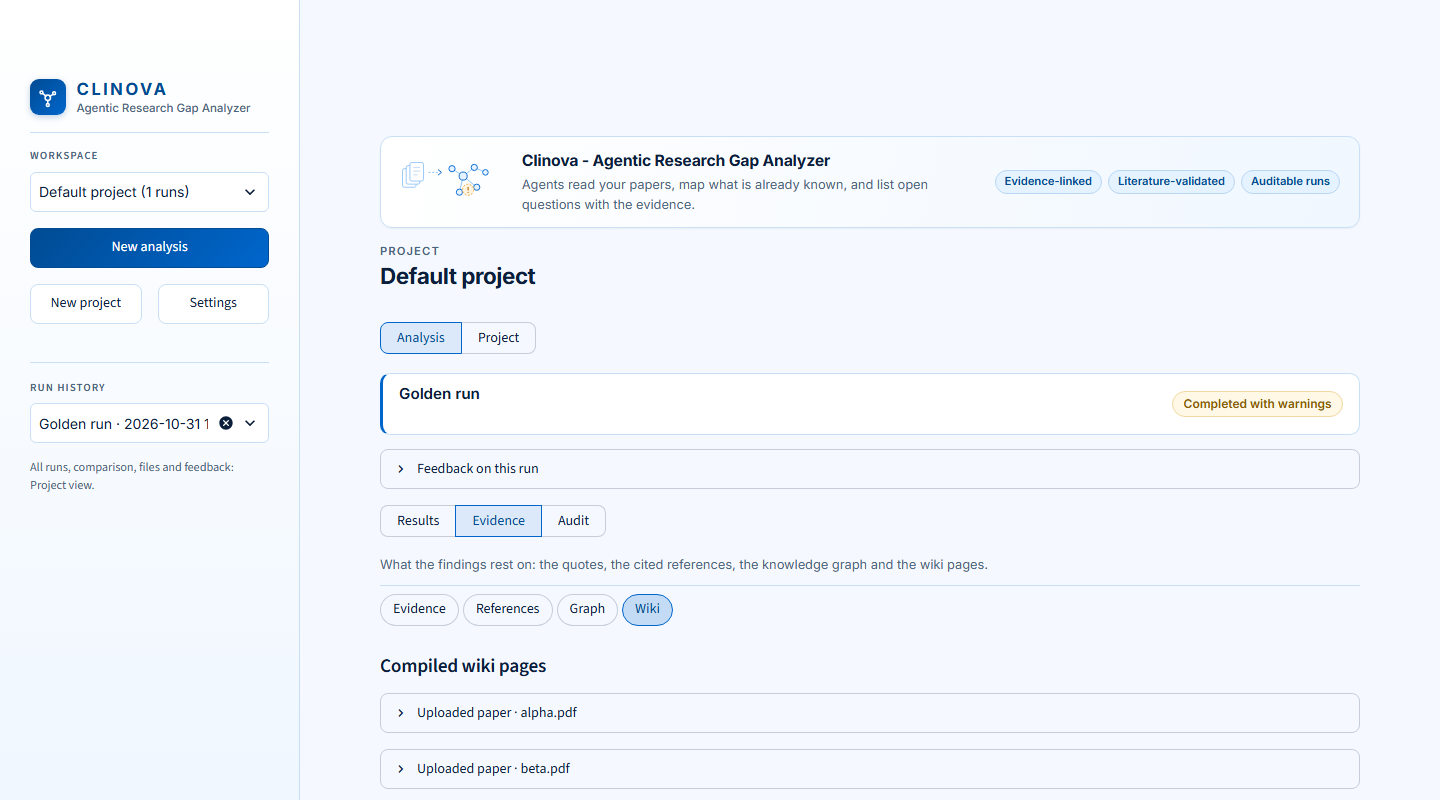 CLINOVA
Agentic Research Gap Analyzer
WORKSPACE
Default project (1 runs)
New analysis
New project
Settings
RUN HISTORY
Golden run · 2026-10-31 1
All runs, comparison, files and feedback:
Project view.
Clinova - Agentic Research Gap Analyzer
Agents read your papers, map what is already known, and list open
questions with the evidence.
Evidence-linked
Literature-validated
Auditable runs
PROJECT
Default project
Analysis
Project
Golden run
Completed with warnings
Feedback on this run
Results
Evidence
Audit
What the findings rest on: the quotes, the cited references, the knowledge graph and the wiki pages.
Evidence
References
Graph
Wiki
Compiled wiki pages
Uploaded paper · alpha.pdf
Uploaded paper · beta.pdf